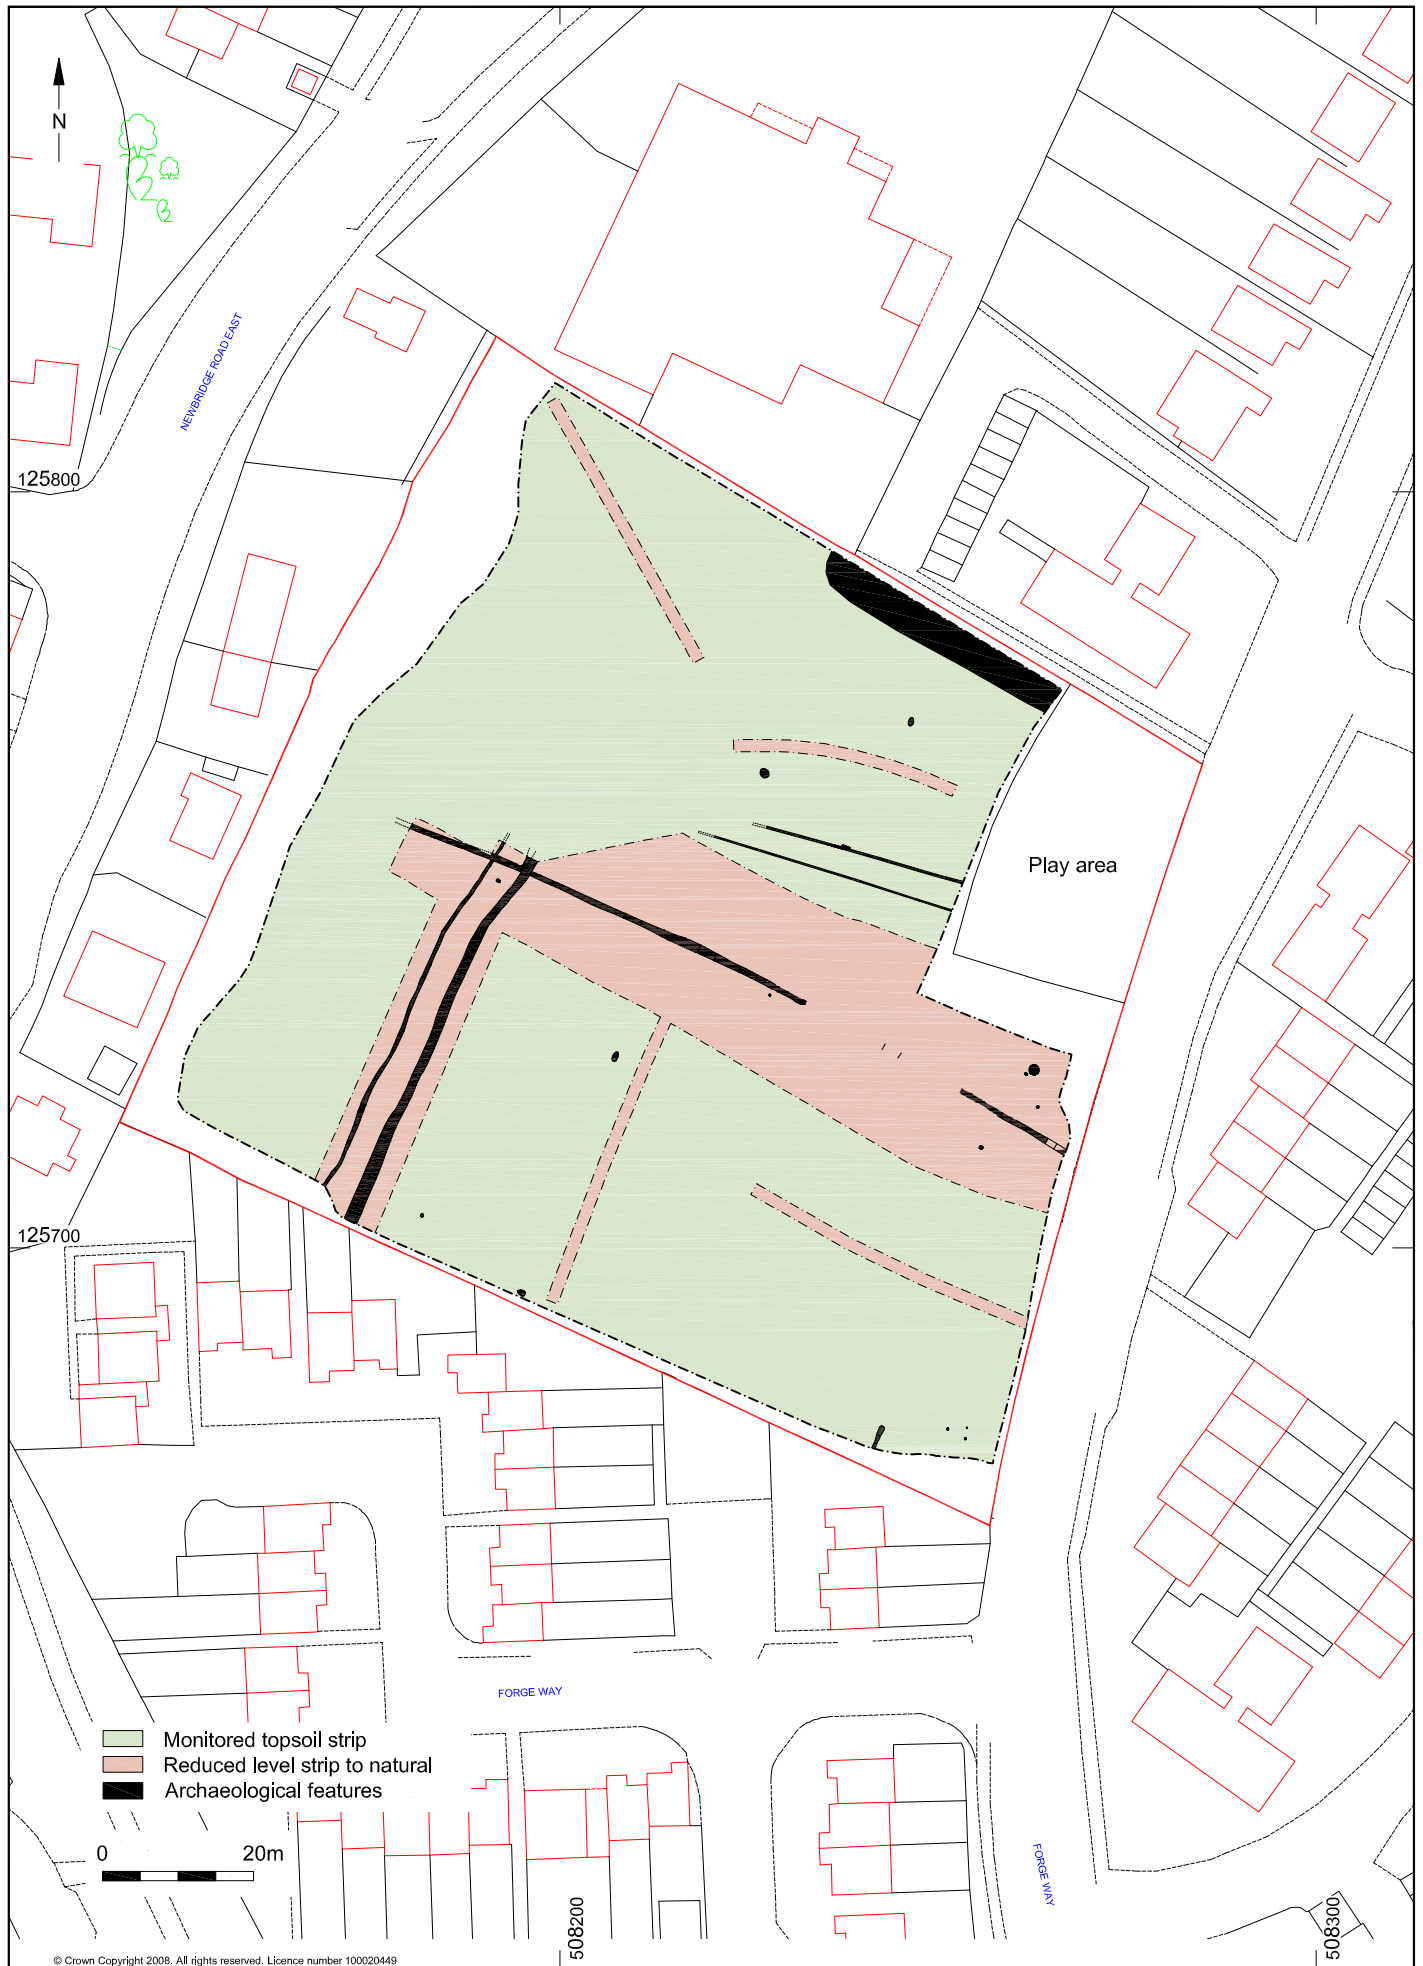 N
NEWBRIDGE ROAD EAST
125800
Play area
125700
FORGE WAY
Monitored topsoil strip
Reduced level strip to natural
Archaeological features
0 20m
FORGE WAY
508200
508300
© Crown Copyright 2008. All rights reserved. Licence number 100020449